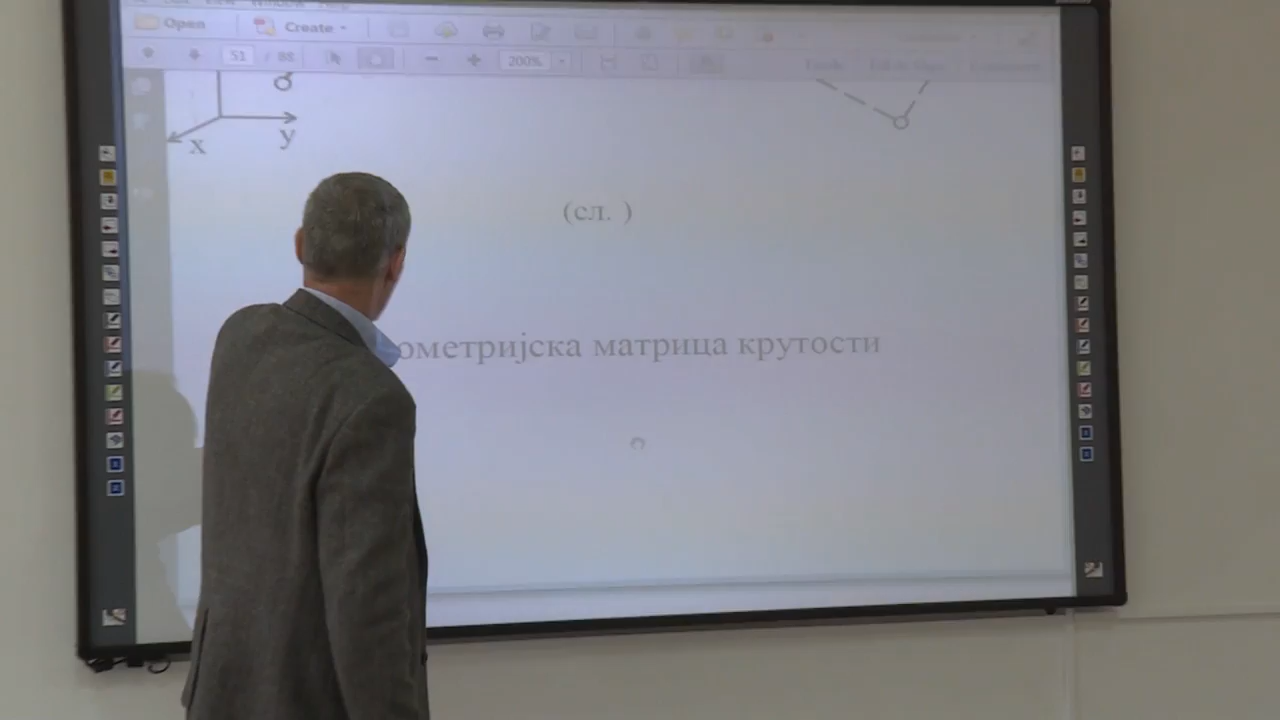 Open Create
51 / 88 200%
x y
(сл. )
ометријска матрица крутости